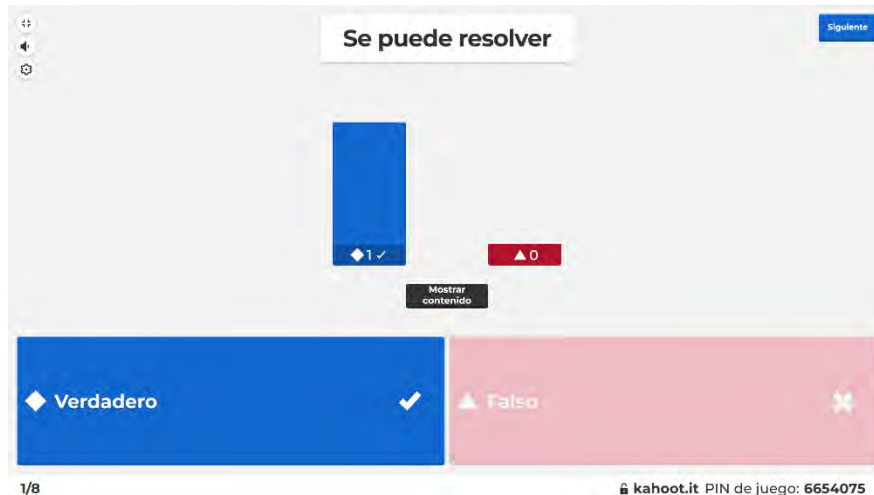 Se puede resolver
Siguiente
1
0
Mostrar
contenido
Verdadero
Falso
1/8
kahoot.it PIN de juego: 6654075